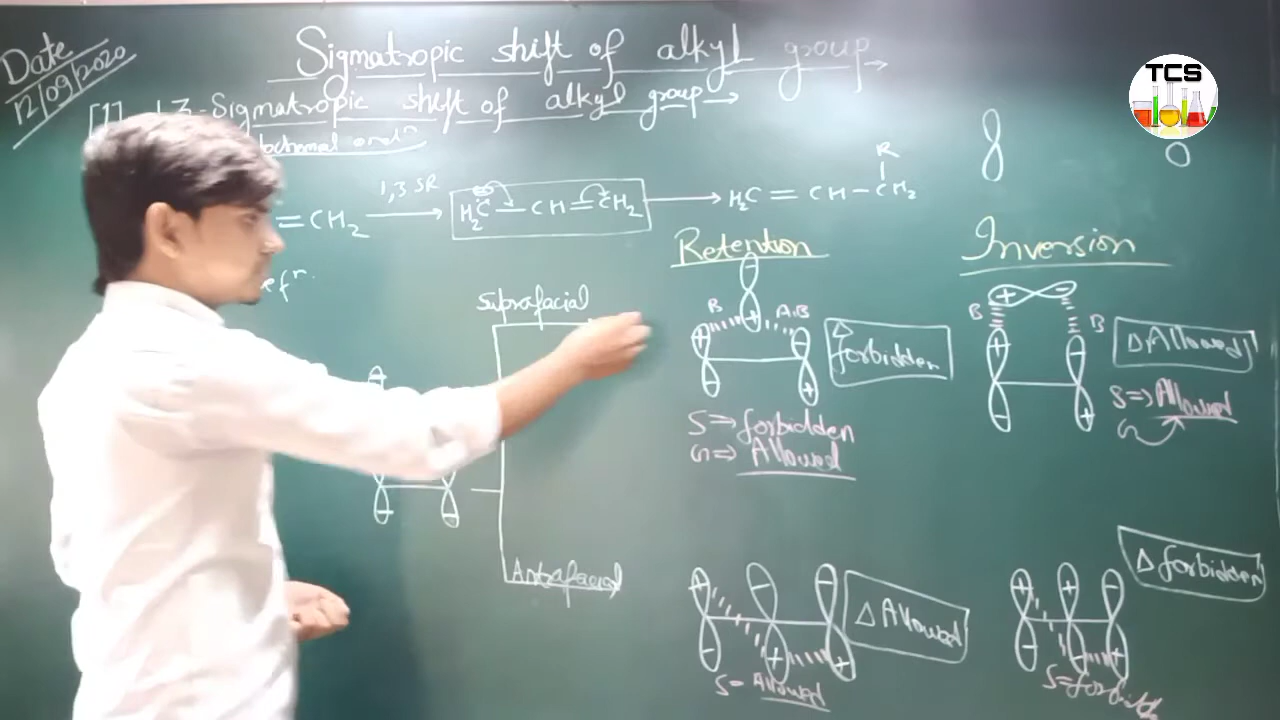 Date
12/09/2020
Sigmatropic shift of alkyl group→
TCS
[1] 1,3-Sigmatropic shift of alkyl group →
=CH2 1,3 SR H2C — CH = CH2 → H2C = CH — CH2
R
Retention
Inversion
Suprafacial
B + A.B
+ −
− +
Δ
forbidden
+ −
B B
+ −
− +
Δ Allowed
S ⇒ forbidden
⇒ Allowed
S ⇒ Allowed
+
− −
Antrafacial
+ − −
− + +
Δ Allowed
S = Allowed
+ + −
− − +
Δ forbidden